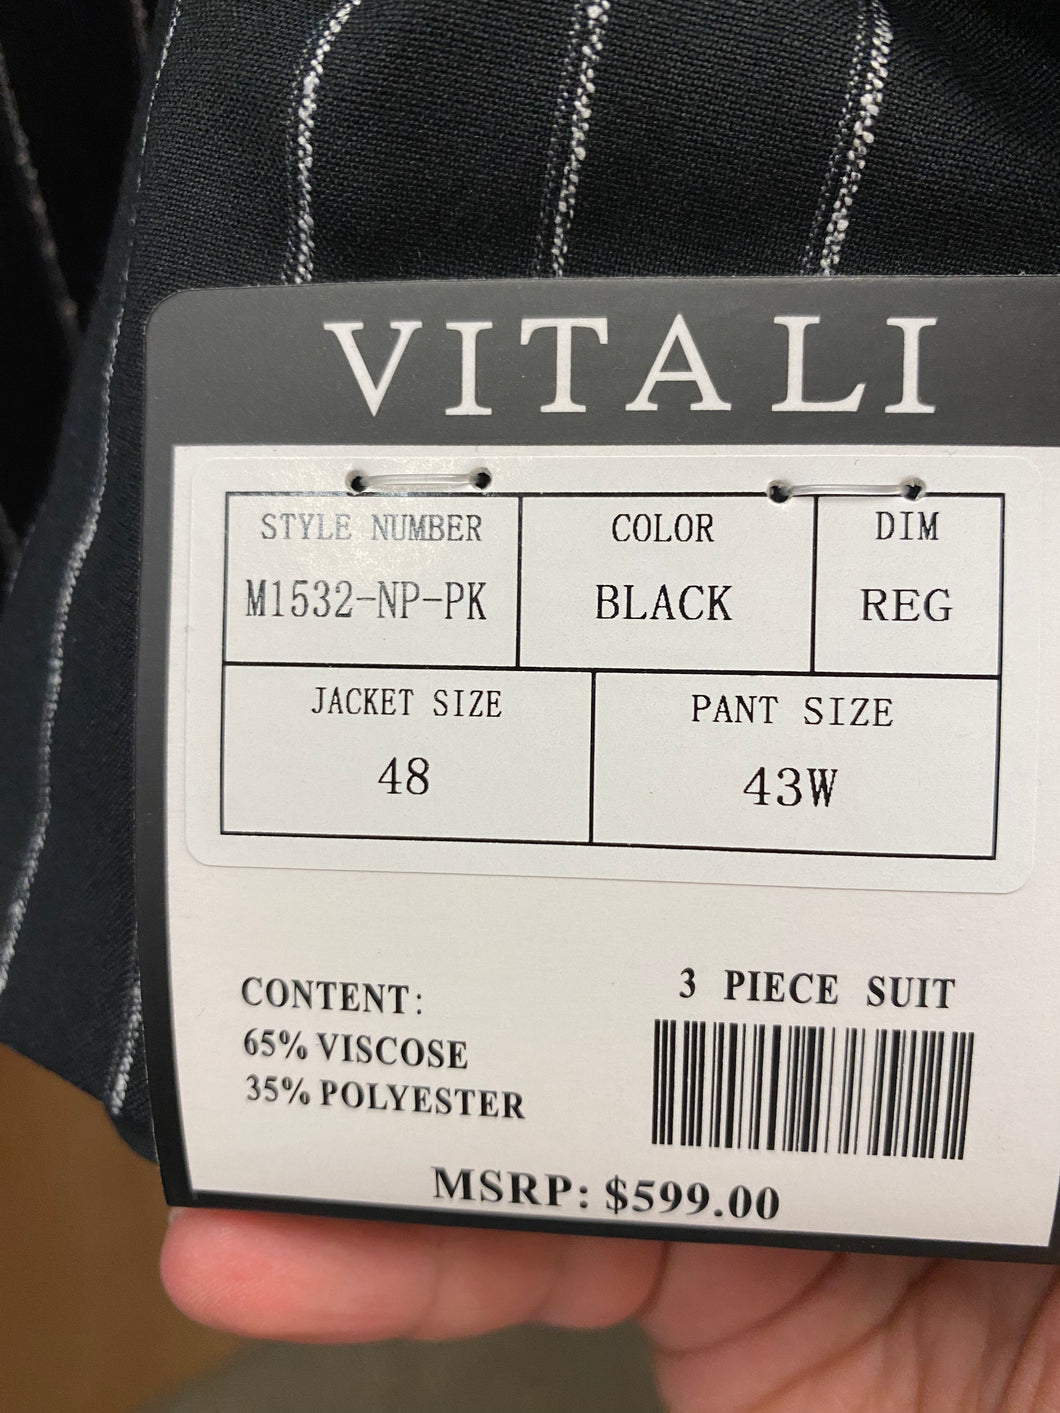 VITALI
STYLE NUMBER COLOR DIM
M1532-NP-PK BLACK REG
JACKET SIZE PANT SIZE
48 43W
3 PIECE SUIT
CONTENT:
65% VISCOSE
35% POLYESTER
MSRP: $599.00